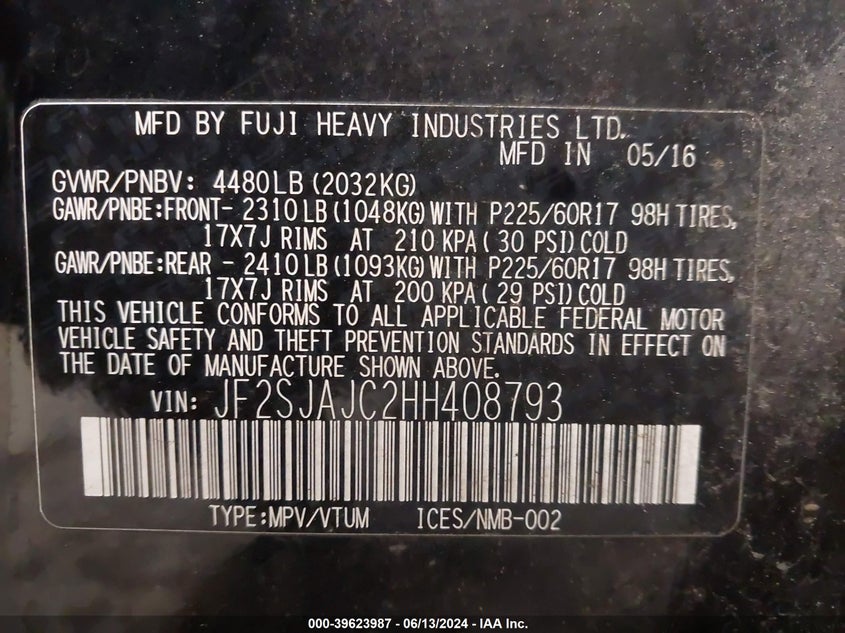 MFD BY FUJI HEAVY INDUSTRIES LTD.
MFD IN 05/16
GVWR/PNBV: 4480LB (2032KG)
GAWR/PNBE:FRONT- 2310 LB (1048KG) WITH P225/60R17 98H TIRES,
17X7J RIMS AT 210 KPA ( 30 PSI) COLD
GAWR/PNBE:REAR - 2410 LB (1093KG) WITH P225/60R17 98H TIRES,
17X7J RIMS AT 200 KPA ( 29 PSI) COLD
THIS VEHICLE CONFORMS TO ALL APPLICABLE FEDERAL MOTOR
VEHICLE SAFETY AND THEFT PREVENTION STANDARDS IN EFFECT ON
THE DATE OF MANUFACTURE SHOWN ABOVE.
VIN: JF2SJAJC2HH408793
TYPE:MPV/VTUM ICES/NMB-002
000-39623987 - 06/13/2024 - IAA Inc.